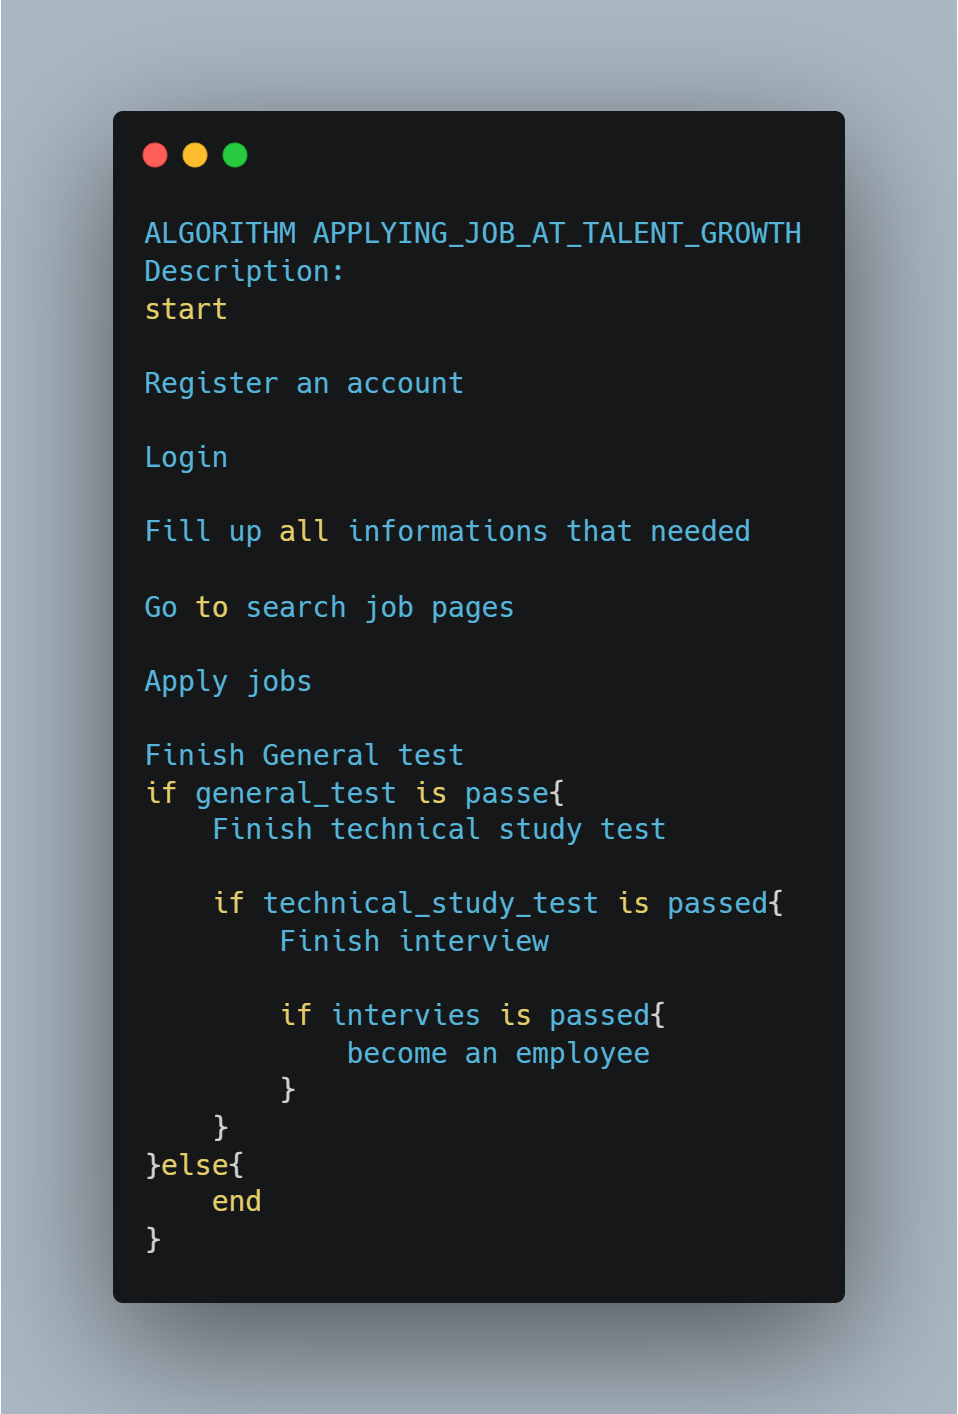 ALGORITHM APPLYING_JOB_AT_TALENT_GROWTH
Description:
start
Register an account
Login
Fill up all informations that needed
Go to search job pages
Apply jobs
Finish General test
if general_test is passe{
    Finish technical study test
    if technical_study_test is passed{
        Finish interview
        if intervies is passed{
            become an employee
        }
    }
}else{
    end
}